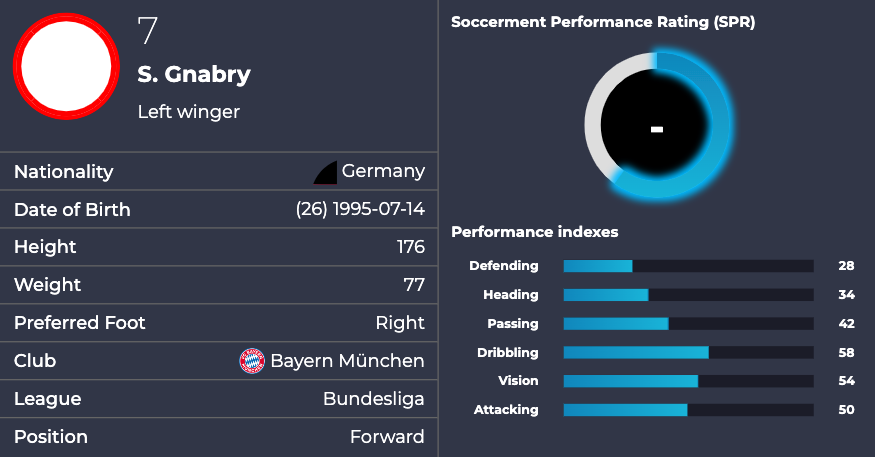 7
S. Gnabry
Left winger
Nationality Germany
Date of Birth (26) 1995-07-14
Height 176
Weight 77
Preferred Foot Right
Club Bayern München
League Bundesliga
Position Forward
Soccerment Performance Rating (SPR)
-
Performance indexes
Defending 28
Heading 34
Passing 42
Dribbling 58
Vision 54
Attacking 50